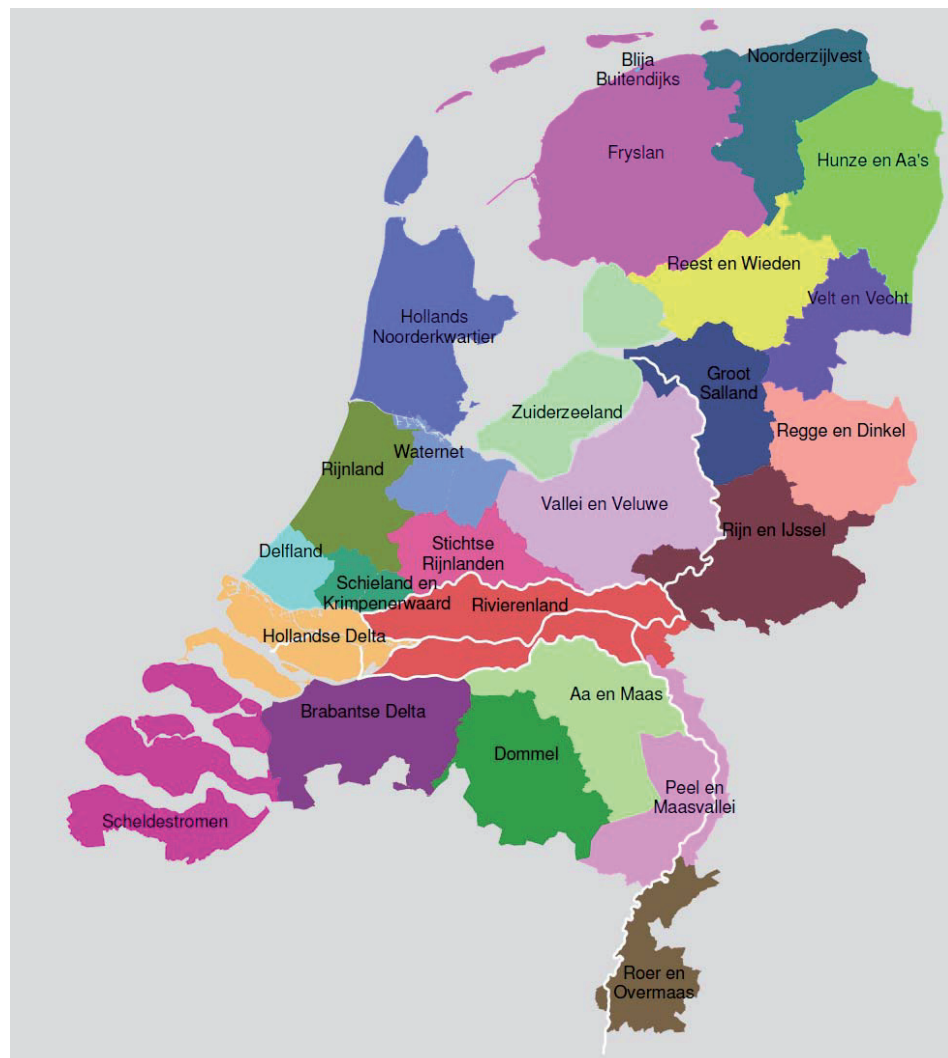 Blija
Buitendijks
Noorderzijlvest
Fryslan
Hunze en Aa's
Reest en Wieden
Velt en Vecht
Hollands
Noorderkwartier
Groot
Salland
Zuiderzeeland
Regge en Dinkel
Waternet
Rijnland
Vallei en Veluwe
Rijn en IJssel
Delfland
Stichtse
Rijnlanden
Schieland en
Krimpenerwaard
Rivierenland
Hollandse Delta
Aa en Maas
Brabantse Delta
Dommel
Peel en
Maasvallei
Scheldestromen
Roer en
Overmaas